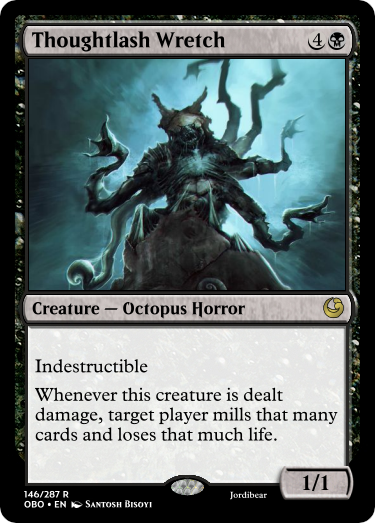 Thoughtlash Wretch 4
Creature — Octopus Horror
Indestructible
Whenever this creature is dealt
damage, target player mills that many
cards and loses that much life.
1/1
146/287 R
OBO • EN Santosh Bisoyi
Jordibear